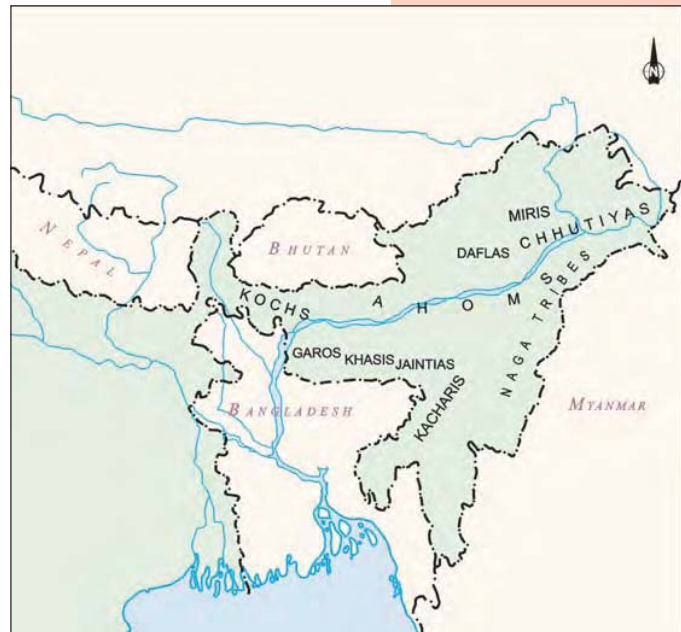 N
MIRIS
CHHUTIYAS
DAFLAS
NEPAL
BHUTAN
KOCHS
AHOMS
NAGA TRIBES
GAROS KHASIS JAINTIAS
BANGLADESH
KACHARIS
MYANMAR